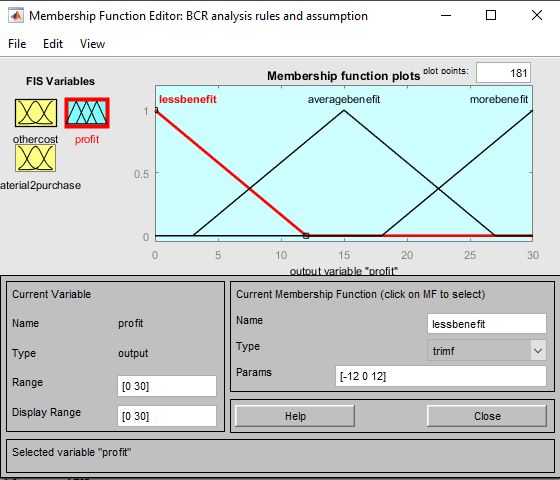 Membership Function Editor: BCR analysis rules and assumption
File Edit View
FIS Variables
Membership function plots
plot points:
181
othercost
profit
aterial2purchase
lessbenefit
averagebenefit
morebenefit
1
0.5
0
0 5 10 15 20 25 30
output variable "profit"
Current Variable
Name profit
Type output
Range [0 30]
Display Range [0 30]
Current Membership Function (click on MF to select)
Name lessbenefit
Type trimf
Params [-12 0 12]
Help Close
Selected variable "profit"